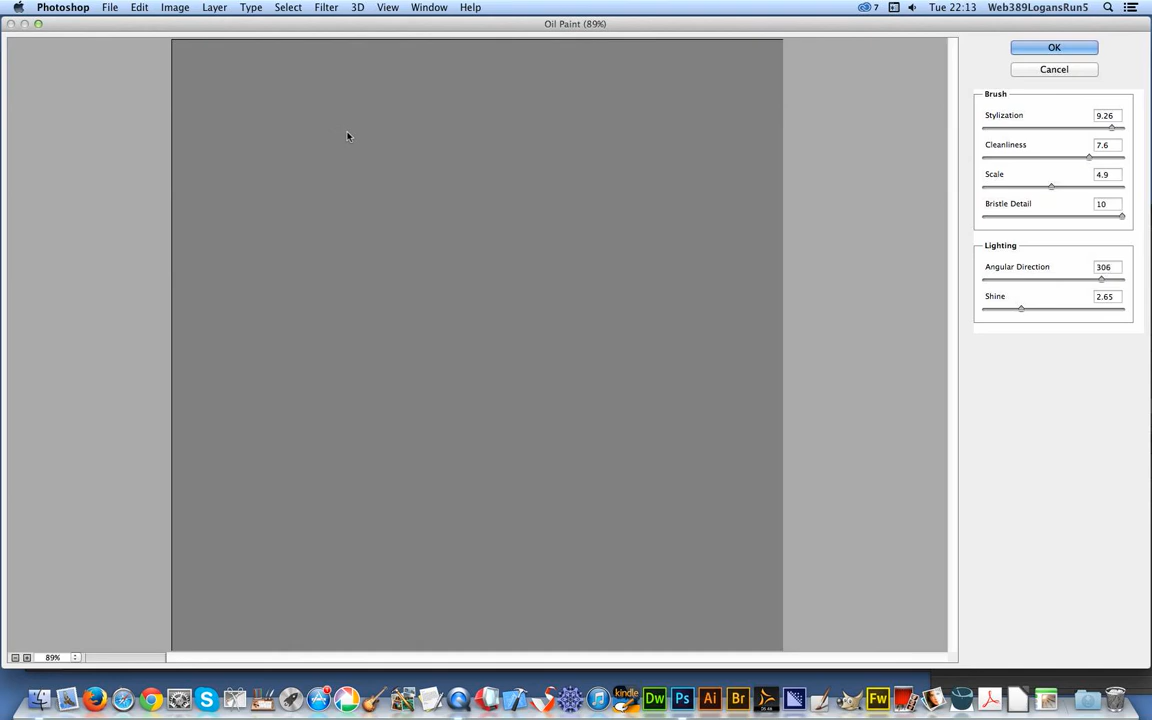 Photoshop File Edit Image Layer Type Select Filter 3D View Window Help 7 Tue 22:13 Web389LogansRun5
Oil Paint (89%)
OK
Cancel
Brush
Stylization 9.26
Cleanliness 7.6
Scale 4.9
Bristle Detail 10
Lighting
Angular Direction 306
Shine 2.65
89%
kindle Dw Ps Ai Br Fw